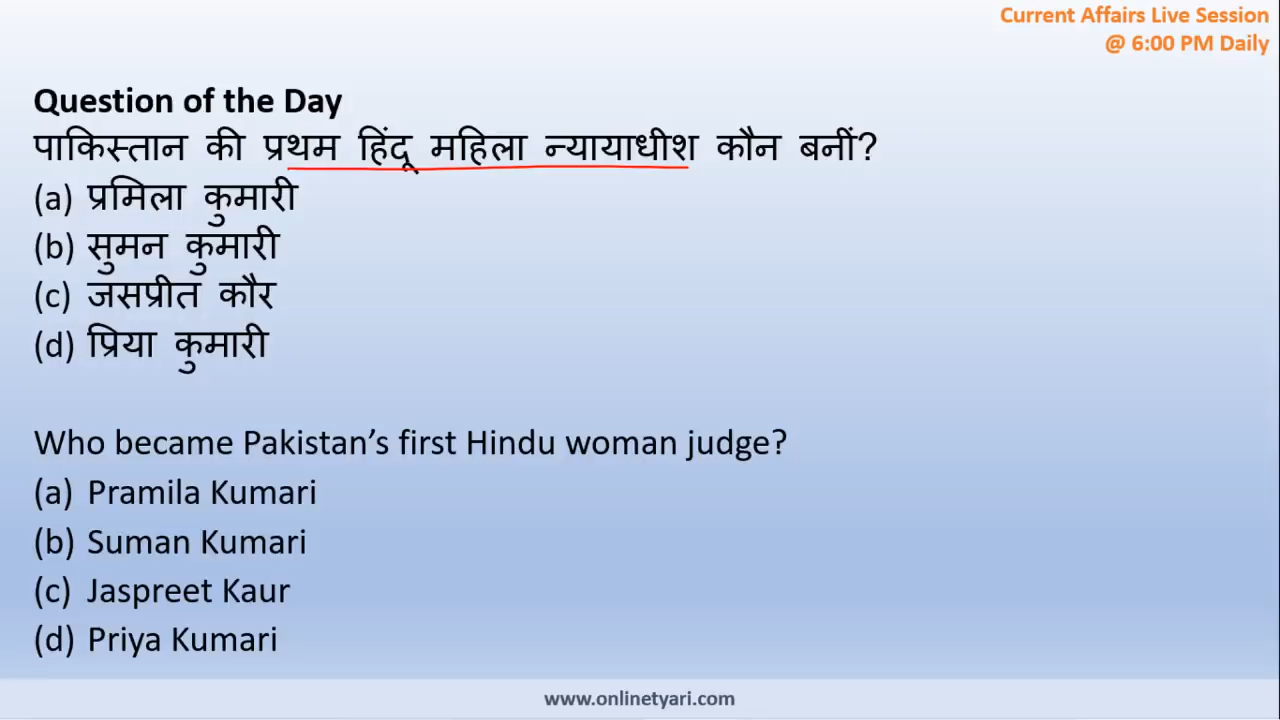 Current Affairs Live Session
@ 6:00 PM Daily
Question of the Day
पाकिस्तान की प्रथम हिंदू महिला न्यायाधीश कौन बनीं?
(a) प्रमिला कुमारी
(b) सुमन कुमारी
(c) जसप्रीत कौर
(d) प्रिया कुमारी
Who became Pakistan’s first Hindu woman judge?
(a) Pramila Kumari
(b) Suman Kumari
(c) Jaspreet Kaur
(d) Priya Kumari
www.onlinetyari.com